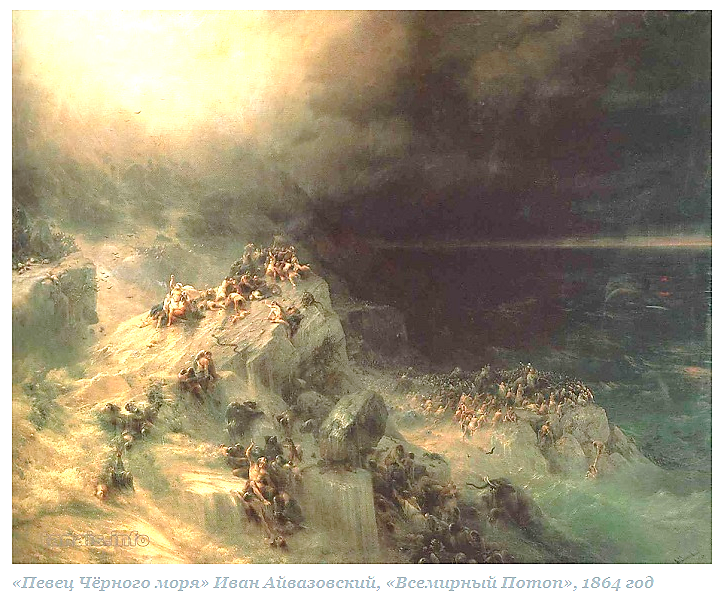 «Певец Чёрного моря» Иван Айвазовский, «Всемирный Потоп», 1864 год